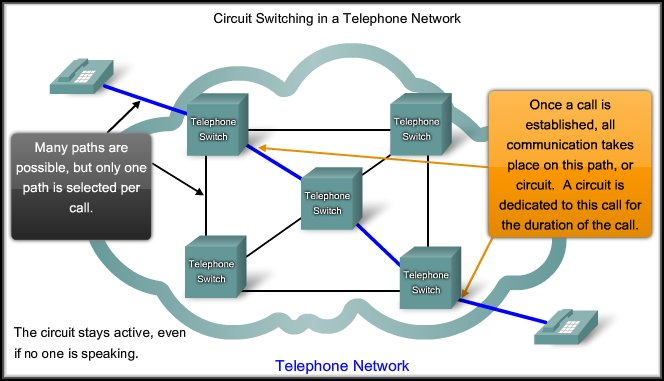 Circuit Switching in a Telephone Network
Telephone
Switch
Telephone
Switch
Many paths are
possible, but only one
path is selected per
call.
Once a call is
established, all
communication takes
place on this path, or
circuit.  A circuit is
dedicated to this call for
the duration of the call.
Telephone
Switch
Telephone
Switch
Telephone
Switch
The circuit stays active, even
if no one is speaking.
Telephone Network